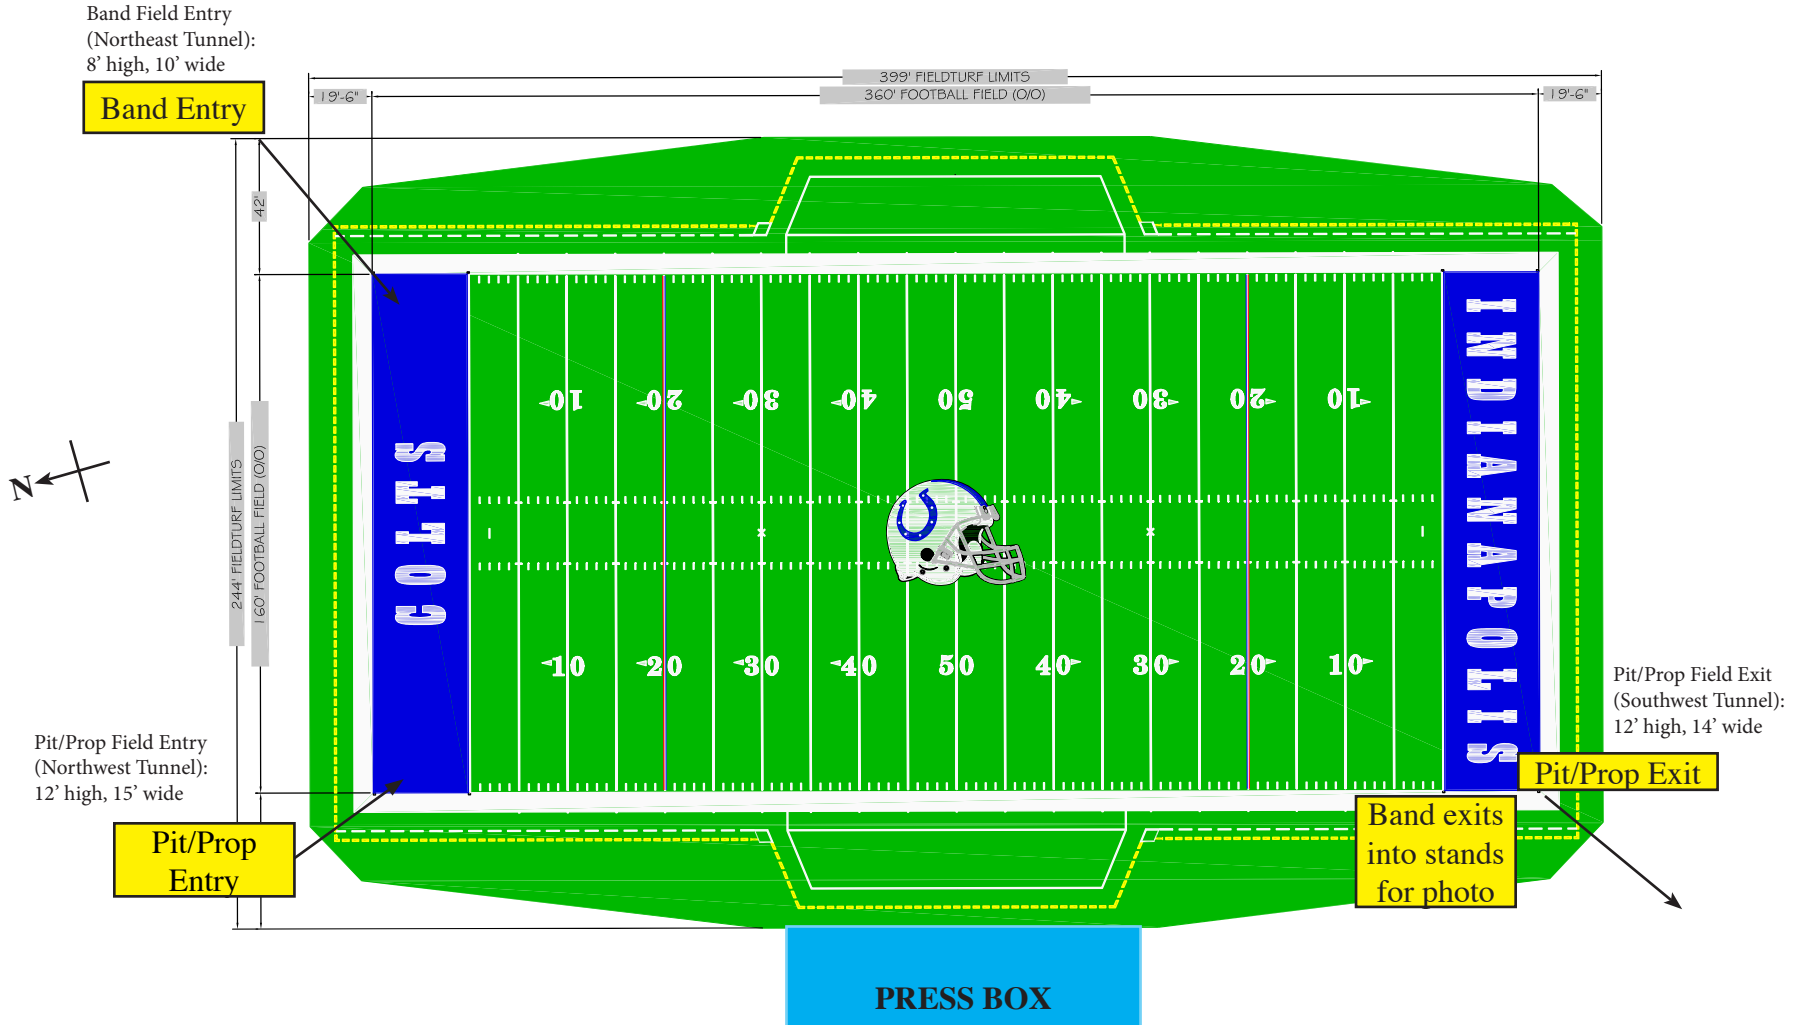 Band Field Entry
(Northeast Tunnel):
8’ high, 10’ wide
Band Entry
399' FIELDTURF LIMITS
19'-6"
360' FOOTBALL FIELD (O/O)
19'-6"
42'
244' FIELDTURF LIMITS
160' FOOTBALL FIELD (O/O)
N
COLTS
INDIANAPOLIS
10 20 30 40 50 40 30 20 10
10 20 30 40 50 40 30 20 10
Pit/Prop Field Exit
(Southwest Tunnel):
12’ high, 14’ wide
Pit/Prop Exit
Pit/Prop Field Entry
(Northwest Tunnel):
12’ high, 15’ wide
Pit/Prop
Entry
Band exits
into stands
for photo
PRESS BOX